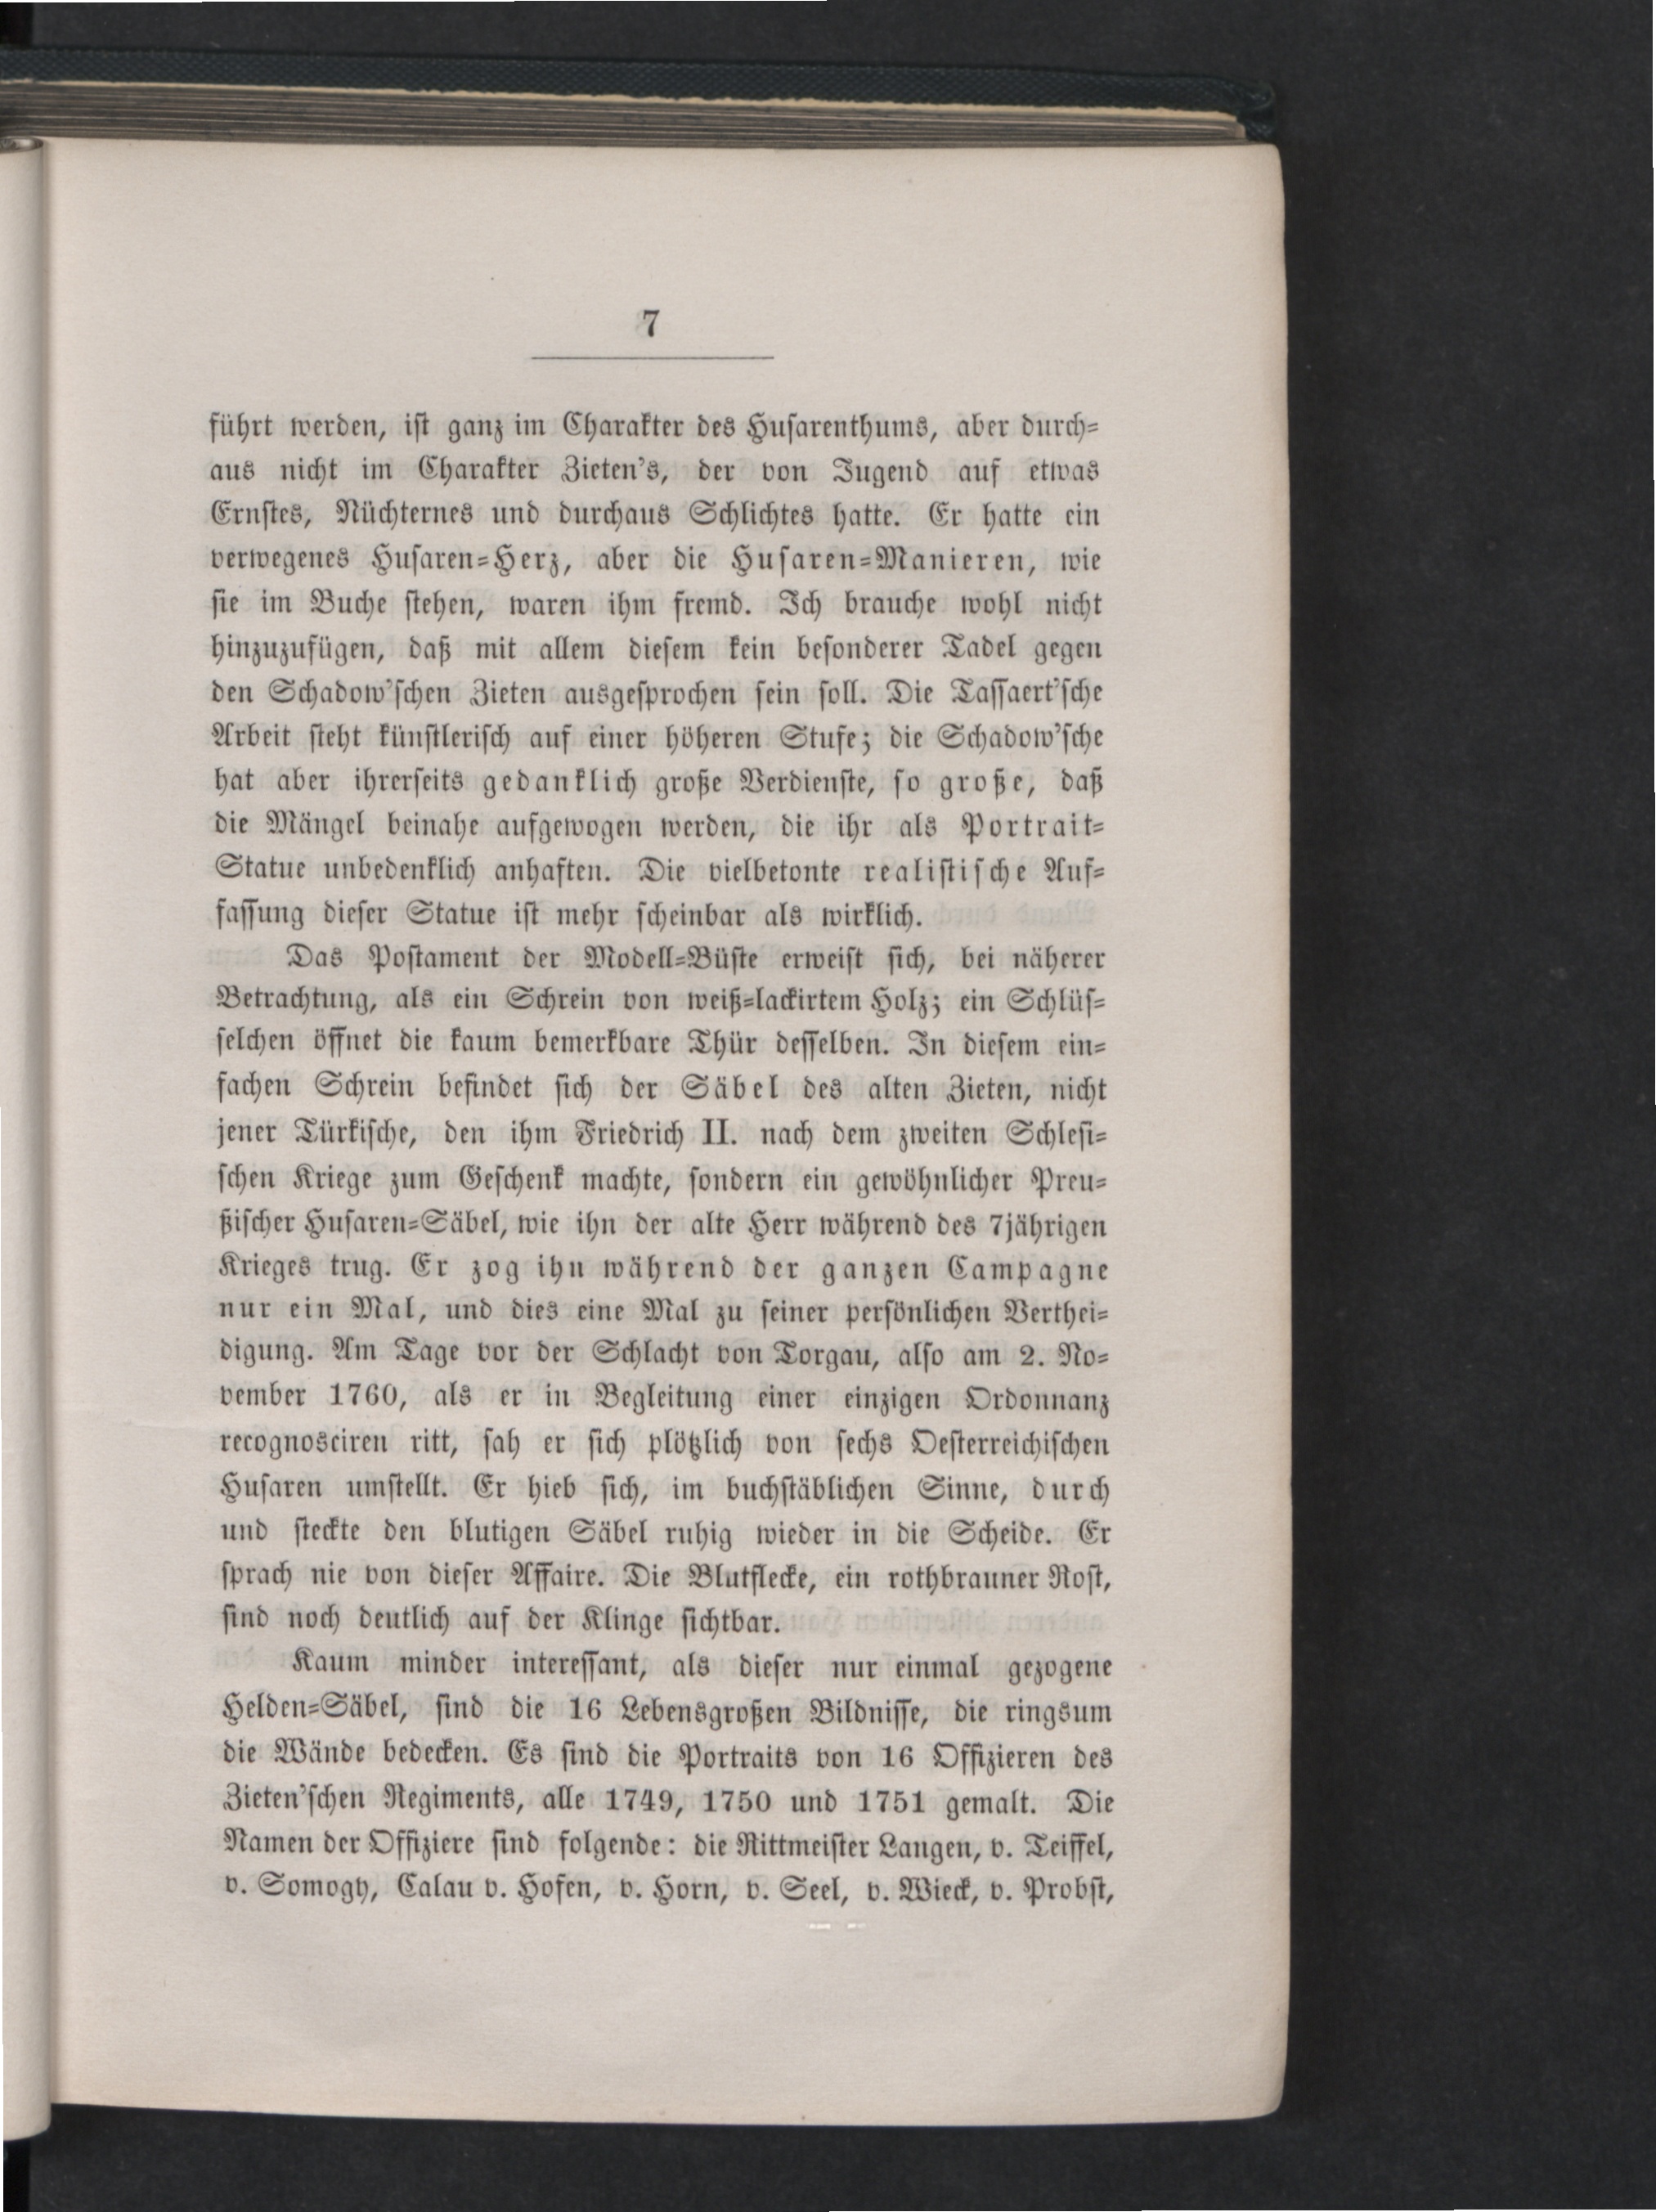 7
führt werden, ist ganz im Charakter des Husarenthums, aber durch-
aus nicht im Charakter Zieten's, der von Jugend auf etwas
Ernstes, Nüchternes und durchaus Schlichtes hatte. Er hatte ein
verwegenes Husaren-Herz, aber die Husaren-Manieren, wie
sie im Buche stehen, waren ihm fremd. Ich brauche wohl nicht
hinzuzufügen, daß mit allem diesem kein besonderer Tadel gegen
den Schadow'schen Zieten ausgesprochen sein soll. Die Tassaert'sche
Arbeit steht künstlerisch auf einer höheren Stufe; die Schadow'sche
hat aber ihrerseits gedanklich große Verdienste, so große, daß
die Mängel beinahe aufgewogen werden, die ihr als Portrait-
Statue unbedenklich anhaften. Die vielbetonte realistische Auf-
fassung dieser Statue ist mehr scheinbar als wirklich.
Das Postament der Modell-Büste erweist sich, bei näherer
Betrachtung, als ein Schrein von weiß-lackirtem Holz; ein Schlüs-
selchen öffnet die kaum bemerkbare Thür desselben. In diesem ein-
fachen Schrein befindet sich der Säbel des alten Zieten, nicht
jener Türkische, den ihm Friedrich II. nach dem zweiten Schlesi-
schen Kriege zum Geschenk machte, sondern ein gewöhnlicher Preu-
ßischer Husaren-Säbel, wie ihn der alte Herr während des 7jährigen
Krieges trug. Er zog ihn während der ganzen Campagne
nur ein Mal, und dies eine Mal zu seiner persönlichen Verthei-
digung. Am Tage vor der Schlacht von Torgau, also am 2. No-
vember 1760, als er in Begleitung einer einzigen Ordonnanz
recognosciren ritt, sah er sich plötzlich von sechs Oesterreichischen
Husaren umstellt. Er hieb sich, im buchstäblichen Sinne, durch
und steckte den blutigen Säbel ruhig wieder in die Scheide. Er
sprach nie von dieser Affaire. Die Blutflecke, ein rothbrauner Rost,
sind noch deutlich auf der Klinge sichtbar.
Kaum minder interessant, als dieser nur einmal gezogene
Helden-Säbel, sind die 16 Lebensgroßen Bildnisse, die ringsum
die Wände bedecken. Es sind die Portraits von 16 Offizieren des
Zieten'schen Regiments, alle 1749, 1750 und 1751 gemalt. Die
Namen der Offiziere sind folgende: die Rittmeister Langen, v. Teiffel,
v. Somogy, Calau v. Hofen, v. Horn, v. Seel, v. Wieck, v. Probst,